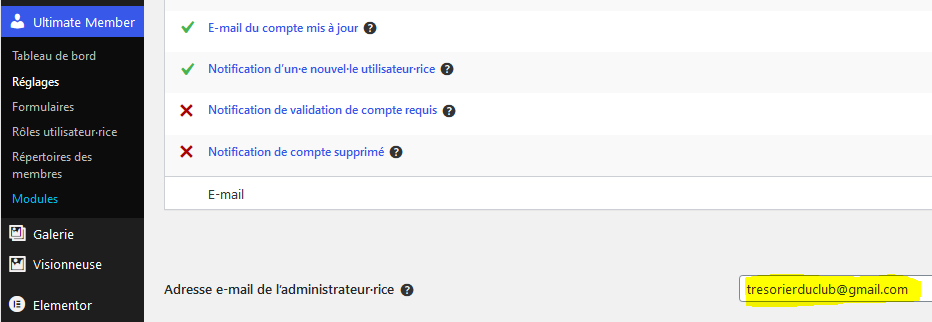 Ultimate Member
Tableau de bord
Réglages
Formulaires
Rôles utilisateur·rice
Répertoires des
membres
Modules
Galerie
Visionneuse
Elementor
E-mail du compte mis à jour ?
Notification d'un·e nouvel·le utilisateur·rice ?
Notification de validation de compte requis ?
Notification de compte supprimé ?
E-mail
Adresse e-mail de l'administrateur·rice ?
tresorierduclub@gmail.com